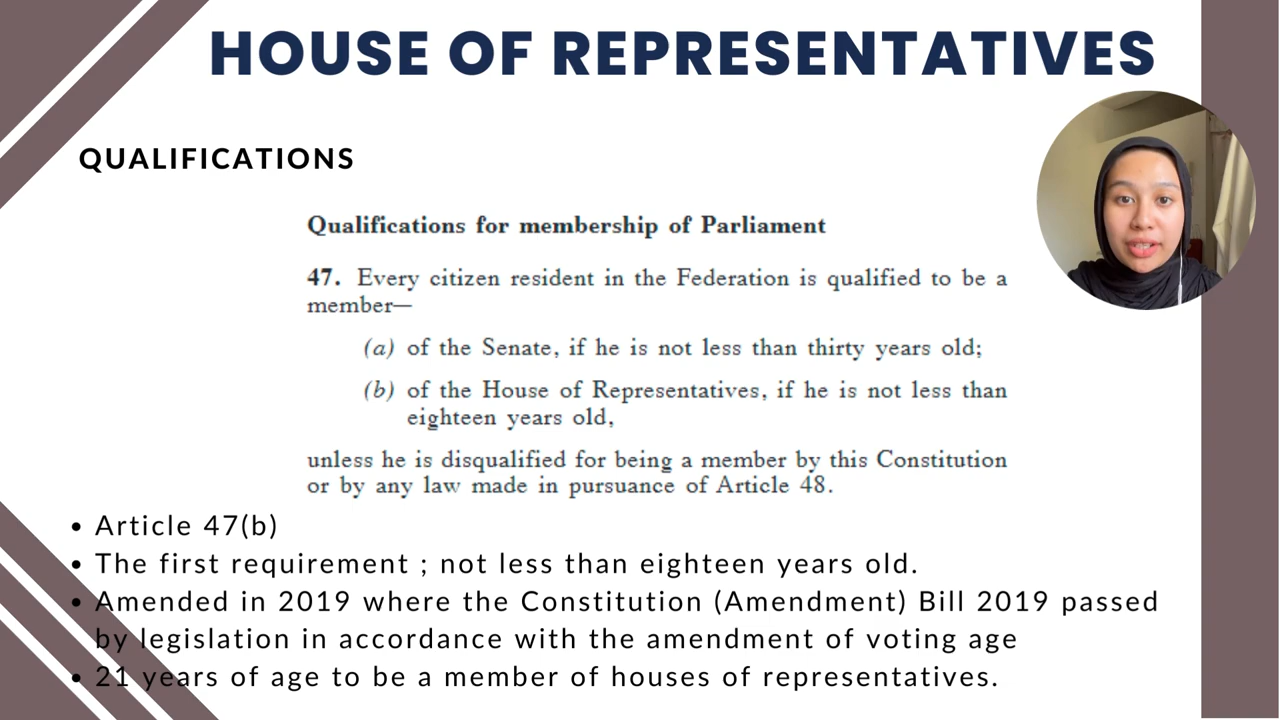 HOUSE OF REPRESENTATIVES
QUALIFICATIONS
Qualifications for membership of Parliament
47. Every citizen resident in the Federation is qualified to be a
member—
(a) of the Senate, if he is not less than thirty years old;
(b) of the House of Representatives, if he is not less than
eighteen years old,
unless he is disqualified for being a member by this Constitution
or by any law made in pursuance of Article 48.
• Article 47(b)
• The first requirement ; not less than eighteen years old.
• Amended in 2019 where the Constitution (Amendment) Bill 2019 passed
by legislation in accordance with the amendment of voting age
• 21 years of age to be a member of houses of representatives.